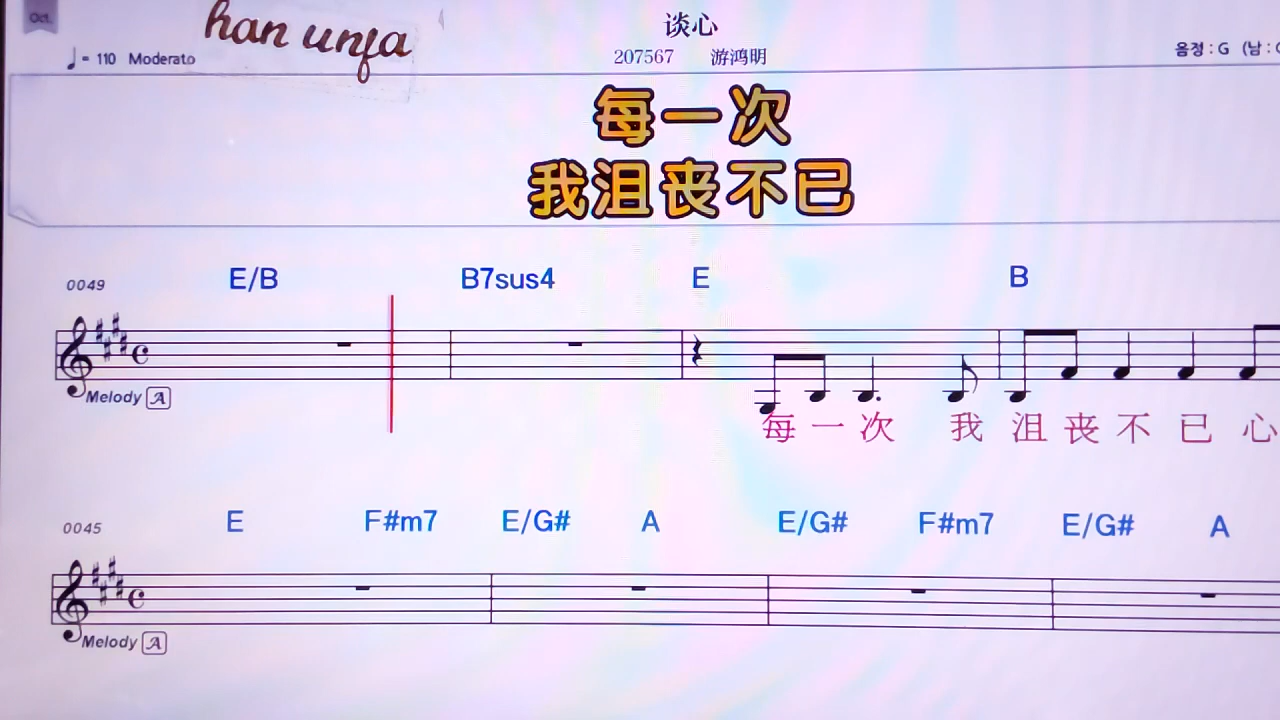 Oct.
han unfa
谈心
♩= 110 Moderato
207567 游鸿明
음정 : G (남 :
每一次
我沮丧不已
0049 E/B B7sus4 E B
Melody A
每 一 次 我 沮 丧 不 已 心
0045 E F#m7 E/G# A E/G# F#m7 E/G# A
Melody A